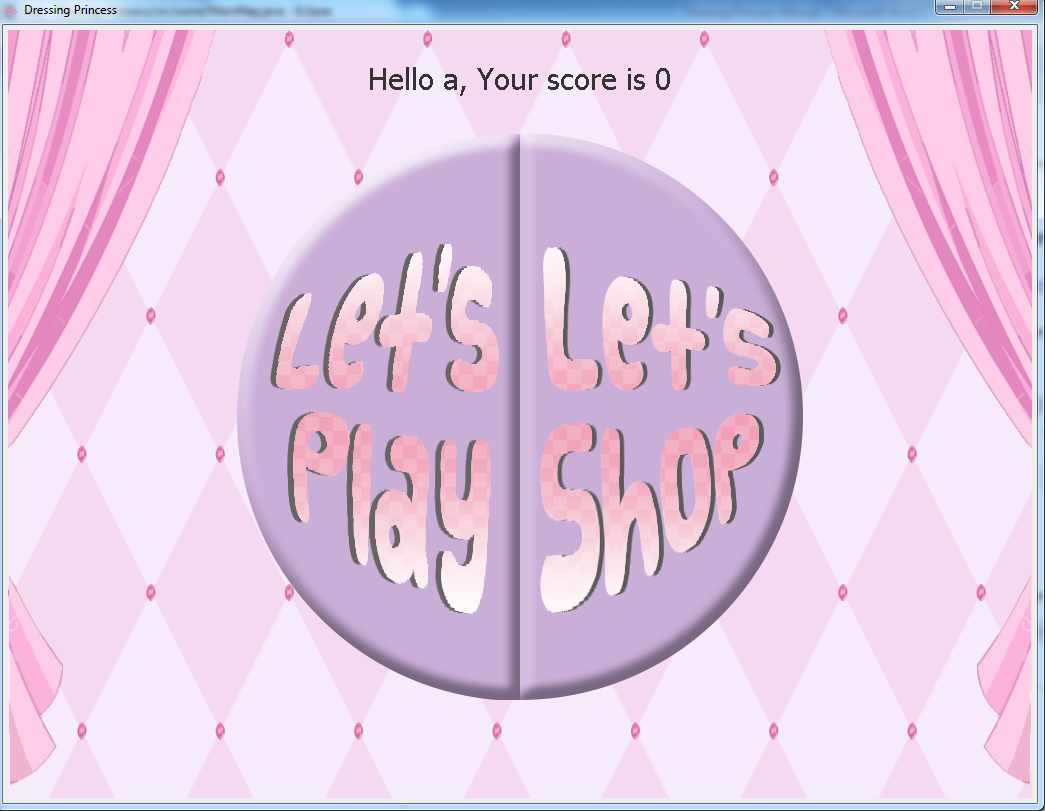 Dressing Princess
Hello a, Your score is 0
Let's
Play
Let's
Shop